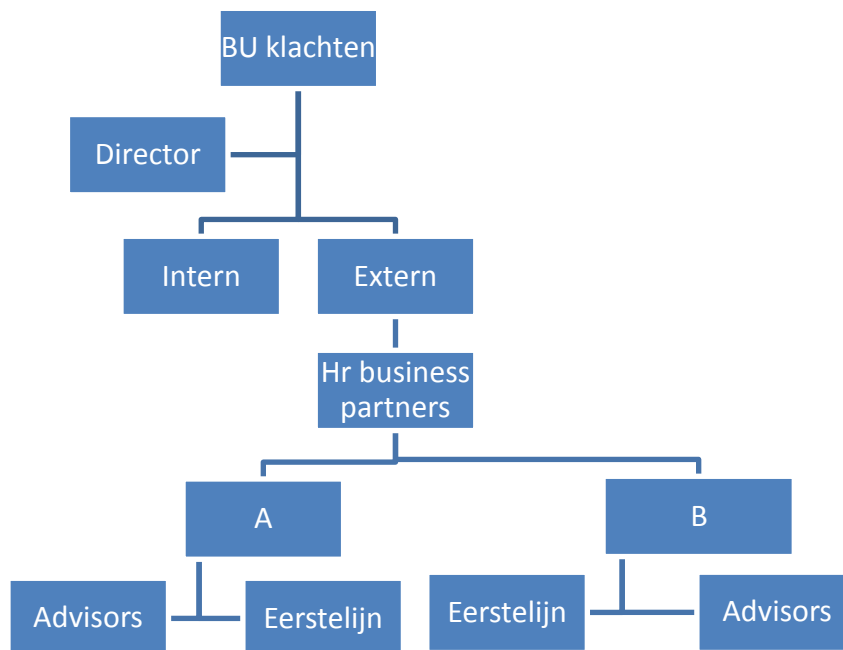 BU klachten
Director
Intern
Extern
Hr business
partners
A
B
Advisors
Eerstelijn
Eerstelijn
Advisors